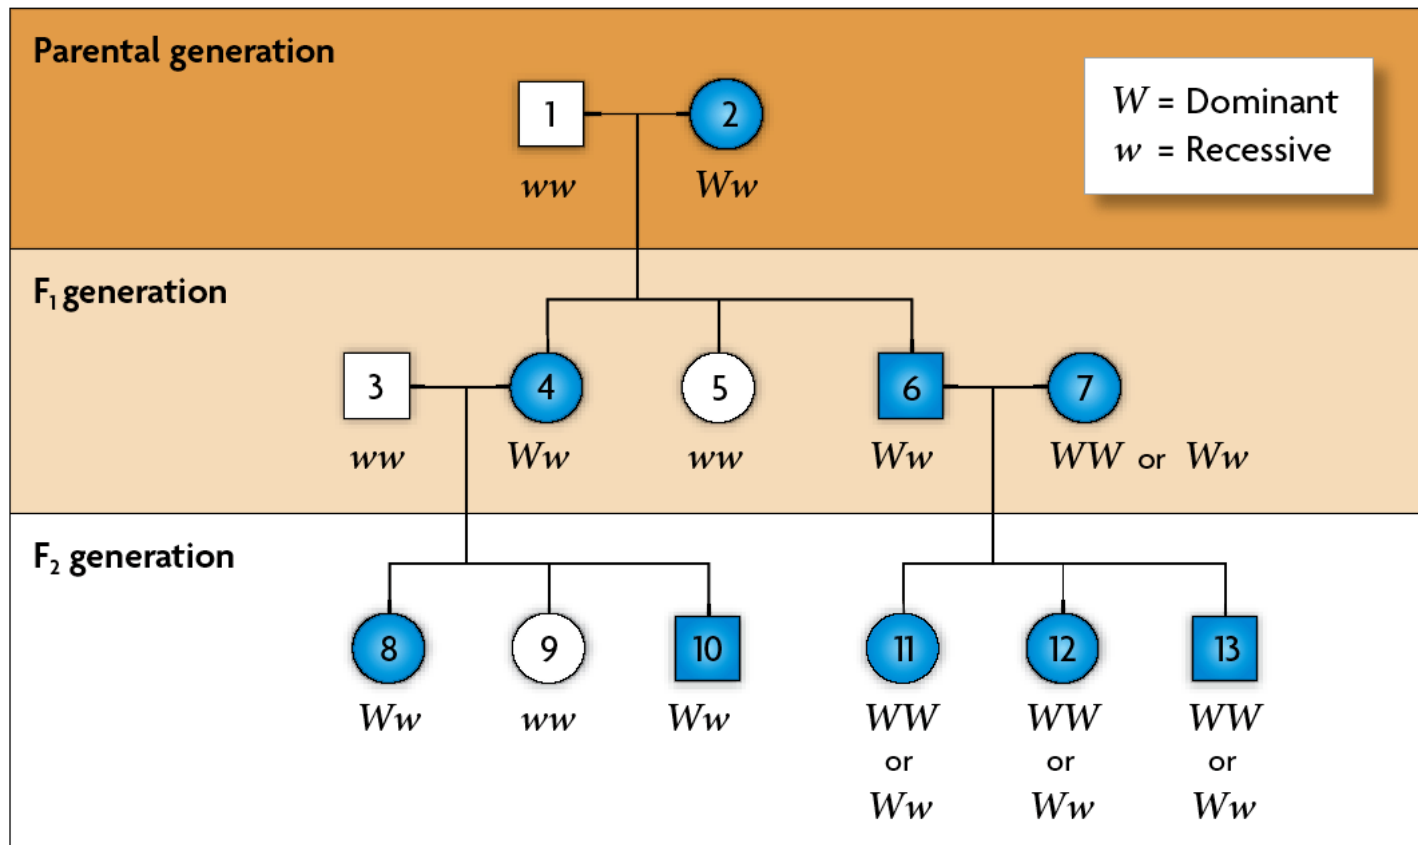 Parental generation
W = Dominant
w = Recessive
1 2
ww Ww
F₁ generation
3 4 5 6 7
ww Ww ww Ww WW or Ww
F₂ generation
8 9 10 11 12 13
Ww ww Ww WW WW WW
or or or
Ww Ww Ww